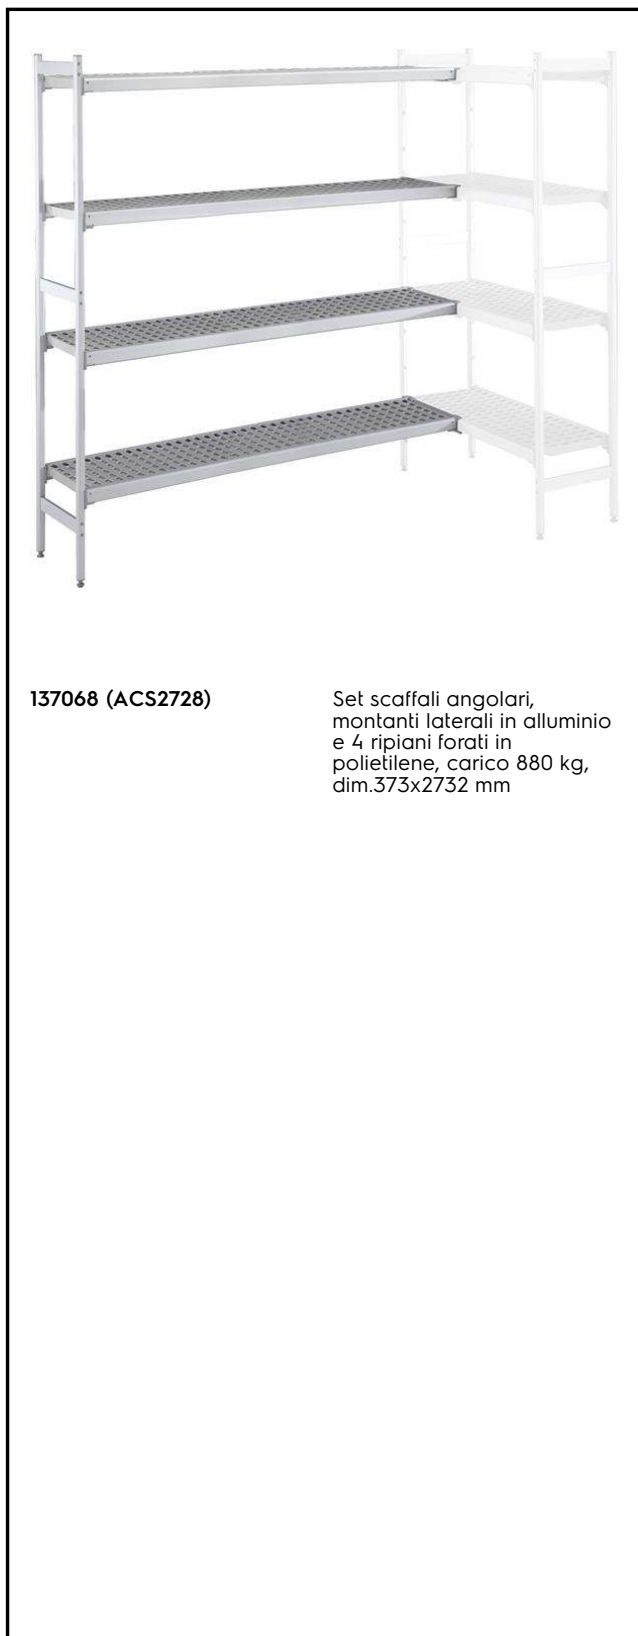 137068 (ACS2728)
Set scaffali angolari,
montanti laterali in alluminio
e 4 ripiani forati in
polietilene, carico 880 kg,
dim.373x2732 mm